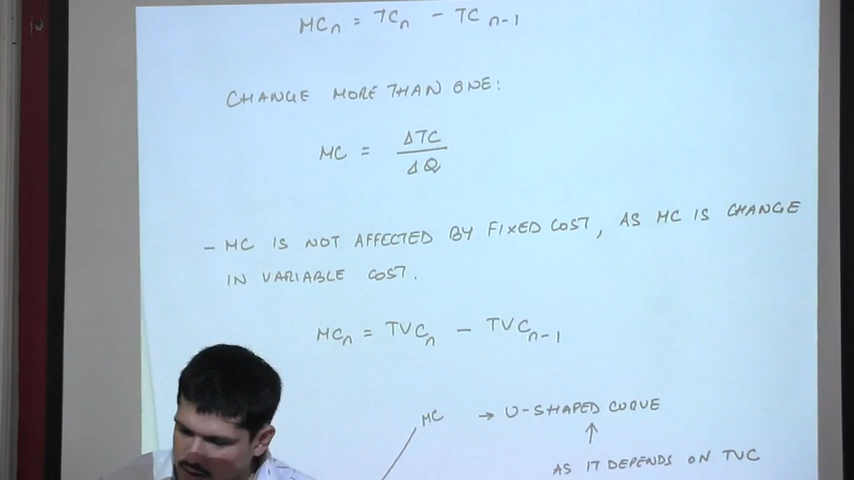 MCn = TCn - TC n-1
CHANGE MORE THAN ONE:
MC = ΔTC / ΔQ
- MC IS NOT AFFECTED BY FIXED COST, AS MC IS CHANGE
IN VARIABLE COST.
MCn = TVCn - TVCn-1
MC → U-SHAPED CURVE
↑
AS IT DEPENDS ON TVC